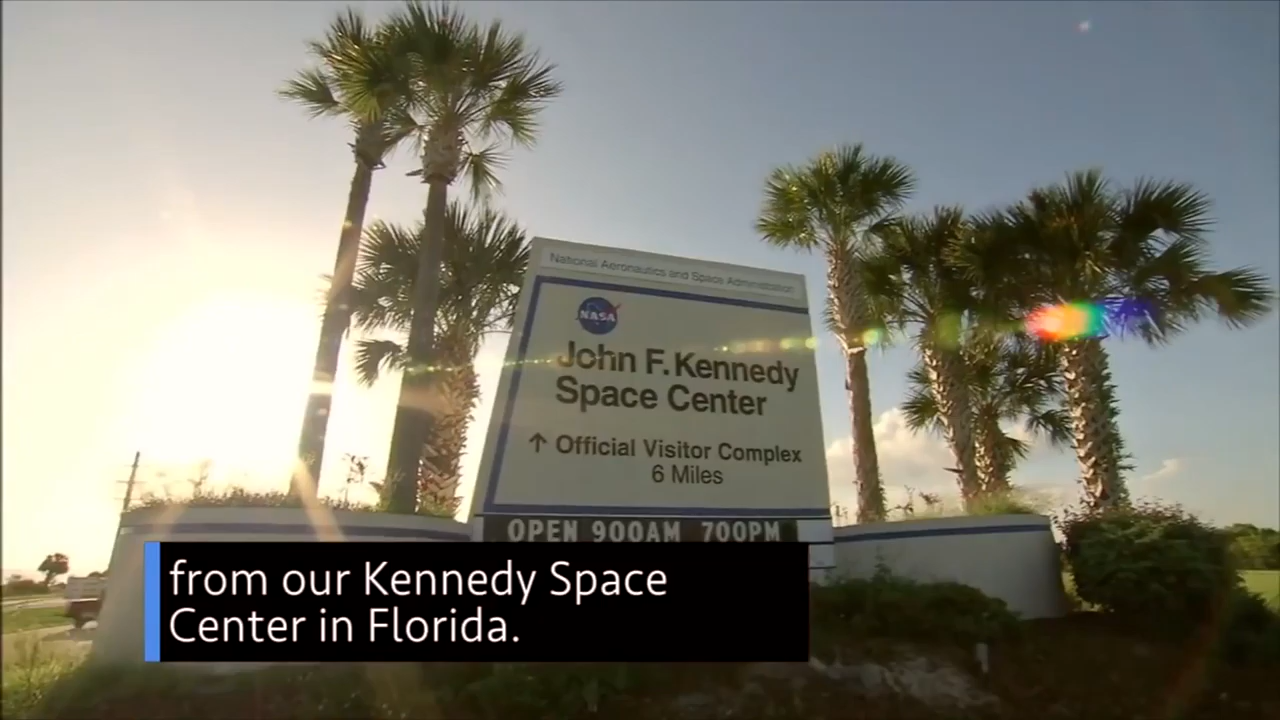 National Aeronautics and Space Administration
NASA
John F. Kennedy
Space Center
↑ Official Visitor Complex
6 Miles
OPEN 900AM 700PM
from our Kennedy Space
Center in Florida.